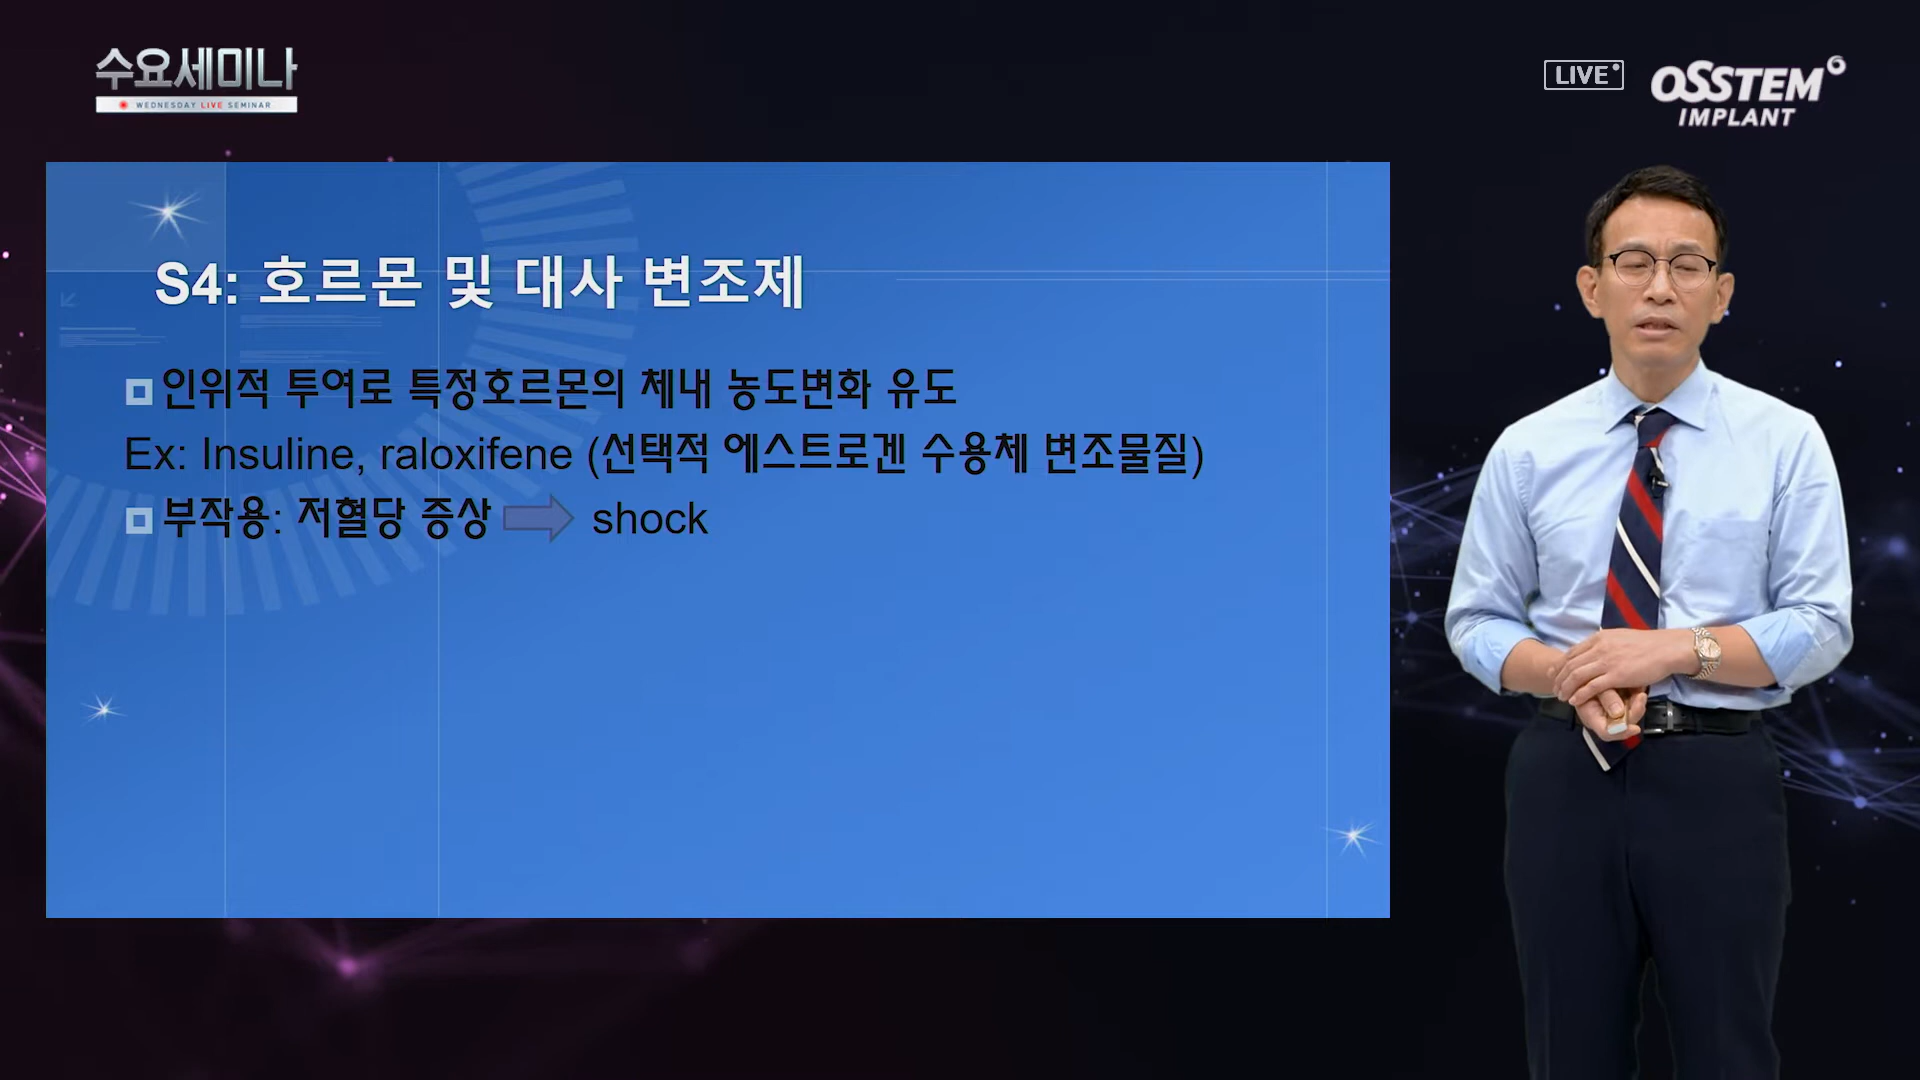 수요세미나
WEDNESDAY LIVE SEMINAR
LIVE
OSSTEM
IMPLANT
S4: 호르몬 및 대사 변조제
인위적 투여로 특정호르몬의 체내 농도변화 유도
Ex: Insuline, raloxifene (선택적 에스트로겐 수용체 변조물질)
부작용: 저혈당 증상 shock